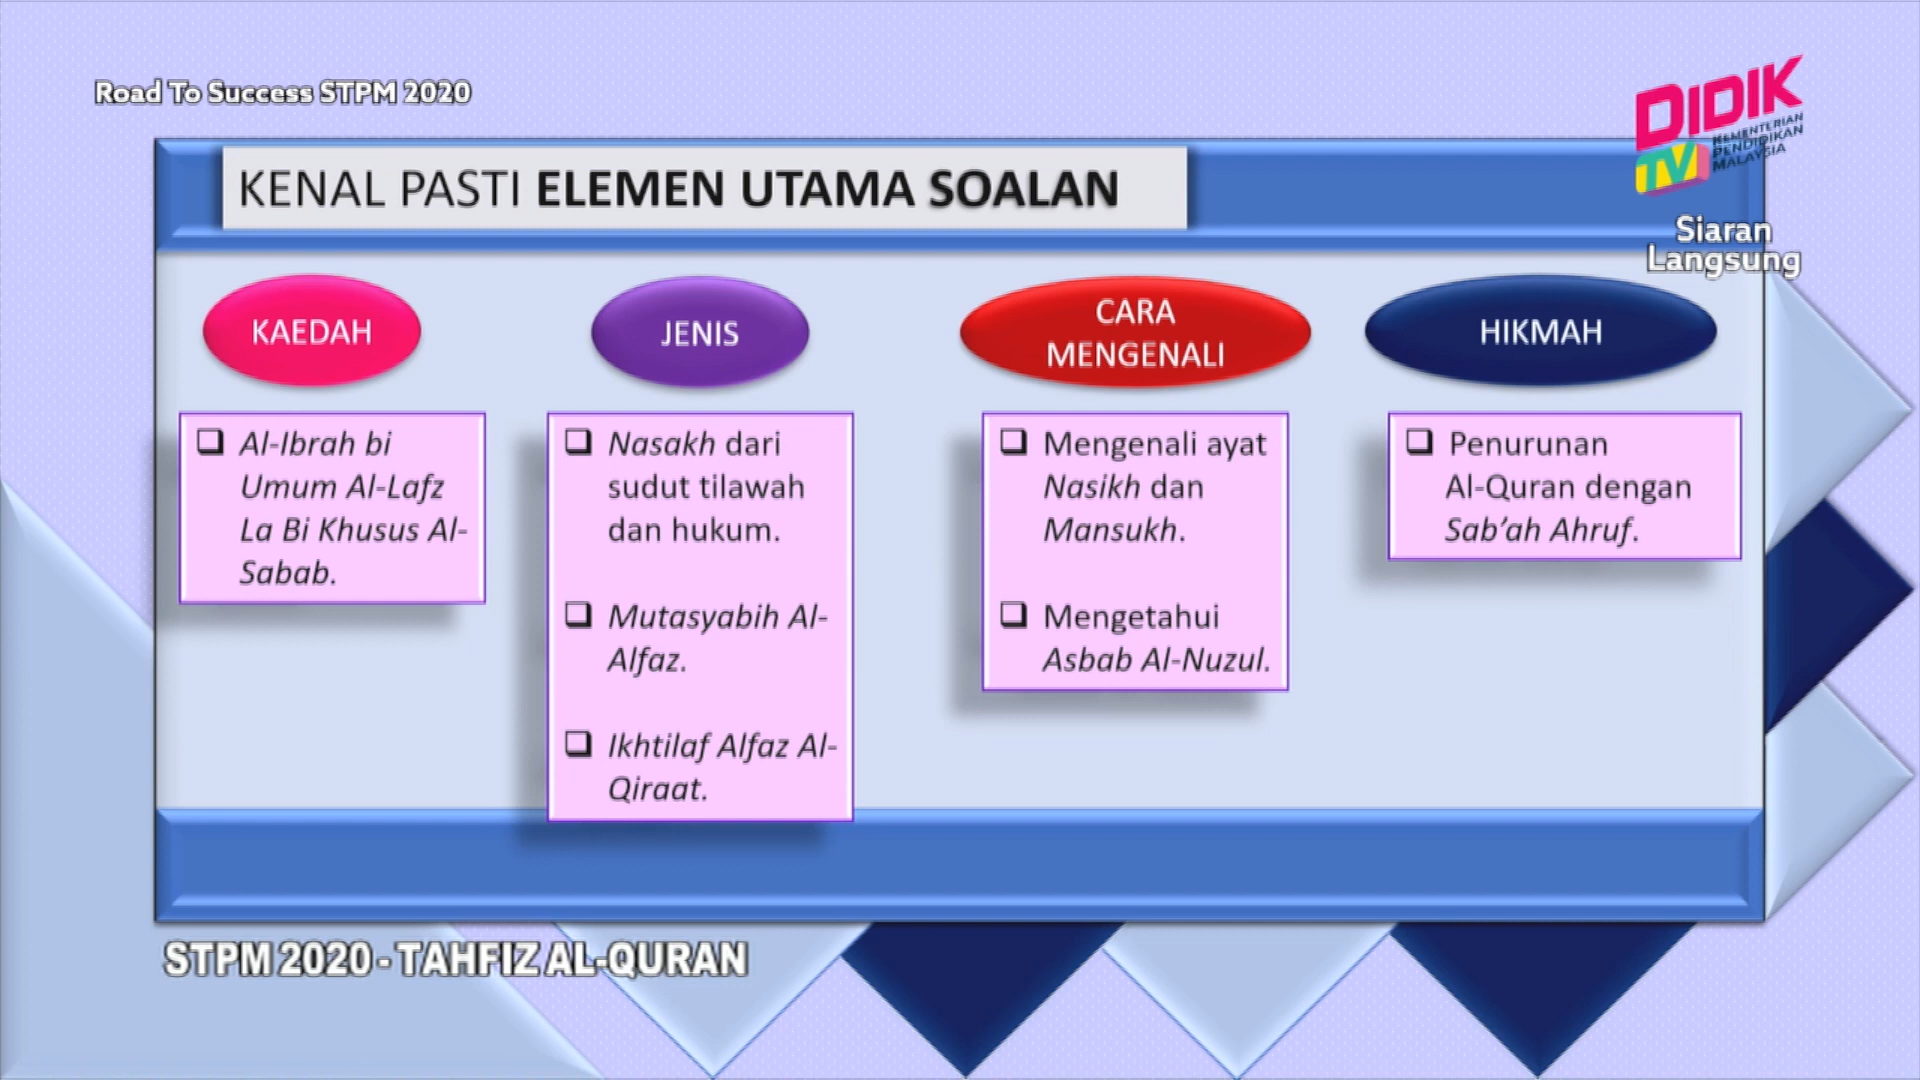 Road To Success STPM 2020
DIDIK
TV
KEMENTERIAN
PENDIDIKAN
MALAYSIA
Siaran
Langsung
KENAL PASTI ELEMEN UTAMA SOALAN
KAEDAH
Al-Ibrah bi
Umum Al-Lafz
La Bi Khusus Al-
Sabab.
JENIS
Nasakh dari
sudut tilawah
dan hukum.
Mutasyabih Al-
Alfaz.
Ikhtilaf Alfaz Al-
Qiraat.
CARA
MENGENALI
Mengenali ayat
Nasikh dan
Mansukh.
Mengetahui
Asbab Al-Nuzul.
HIKMAH
Penurunan
Al-Quran dengan
Sab’ah Ahruf.
STPM 2020 - TAHFIZ AL-QURAN